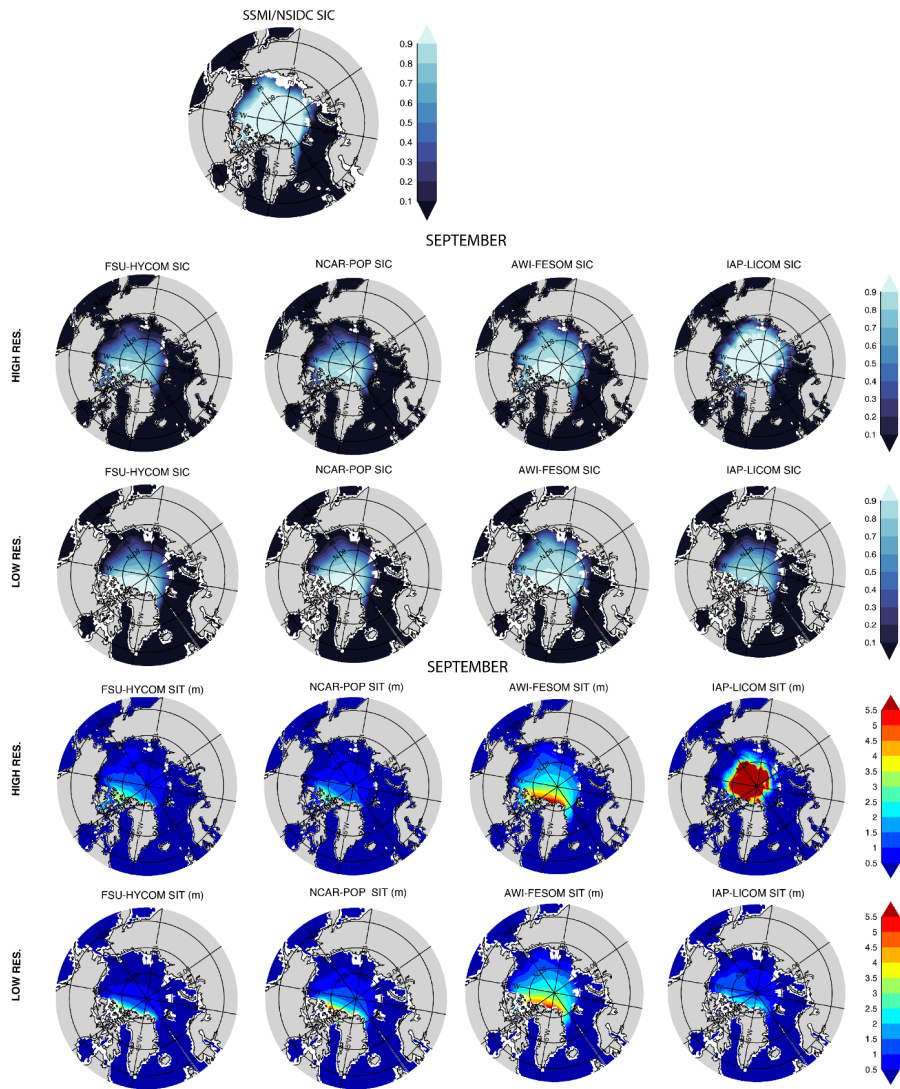 SSMI/NSIDC SIC
0.9
0.8
0.7
0.6
0.5
0.4
0.3
0.2
0.1
SEPTEMBER
HIGH RES.
FSU-HYCOM SIC
NCAR-POP SIC
AWI-FESOM SIC
IAP-LICOM SIC
0.9
0.8
0.7
0.6
0.5
0.4
0.3
0.2
0.1
LOW RES.
FSU-HYCOM SIC
NCAR-POP SIC
AWI-FESOM SIC
IAP-LICOM SIC
0.9
0.8
0.7
0.6
0.5
0.4
0.3
0.2
0.1
SEPTEMBER
HIGH RES.
FSU-HYCOM SIT (m)
NCAR-POP SIT (m)
AWI-FESOM SIT (m)
IAP-LICOM SIT (m)
5.5
5
4.5
4
3.5
3
2.5
2
1.5
1
0.5
LOW RES.
FSU-HYCOM SIT (m)
NCAR-POP SIT (m)
AWI-FESOM SIT (m)
IAP-LICOM SIT (m)
5.5
5
4.5
4
3.5
3
2.5
2
1.5
1
0.5